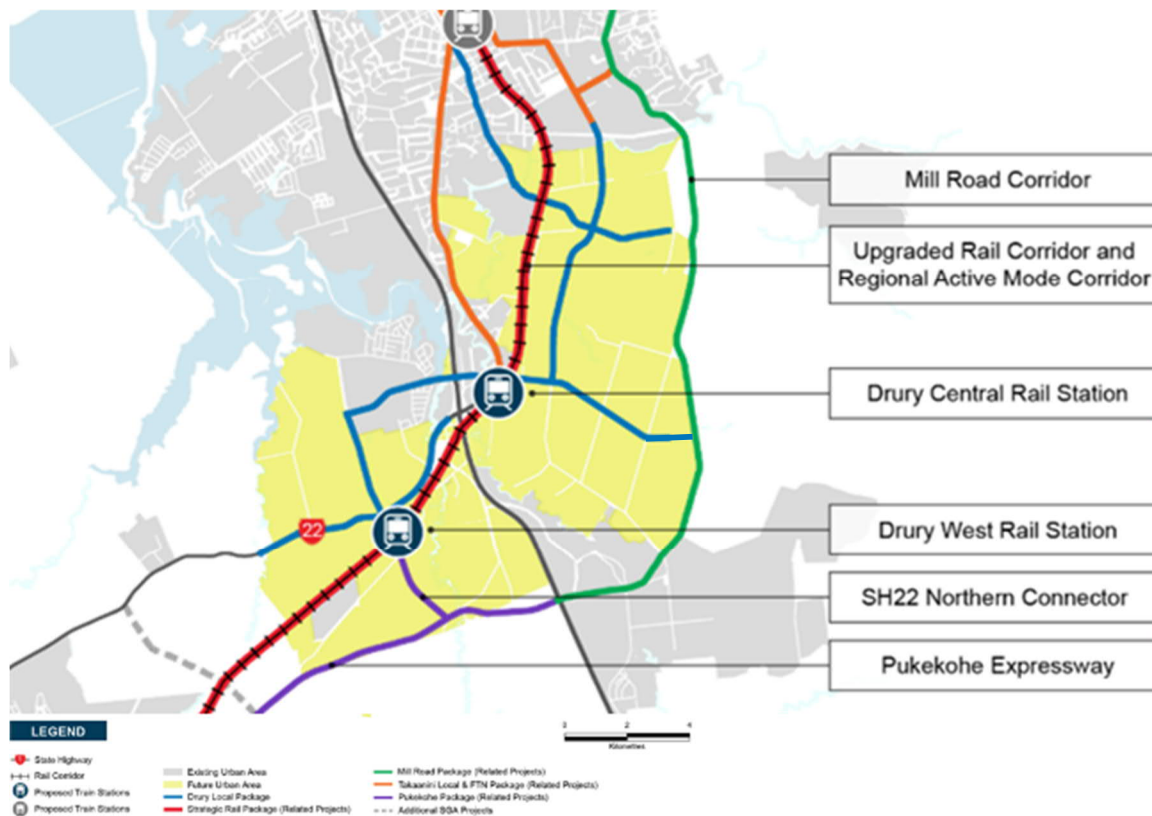 Mill Road Corridor
Upgraded Rail Corridor and
Regional Active Mode Corridor
Drury Central Rail Station
Drury West Rail Station
22
SH22 Northern Connector
Pukekohe Expressway
LEGEND
State Highway
Rail Corridor
Proposed Train Stations
Proposed Train Stations
Existing Urban Area
Future Urban Area
Drury Local Package
Strategic Rail Package (Related Projects)
Mill Road Package (Related Projects)
Takaanini Local & FTN Package (Related Projects)
Pukekohe Package (Related Projects)
Additional SGA Projects
2 4
Kilometres